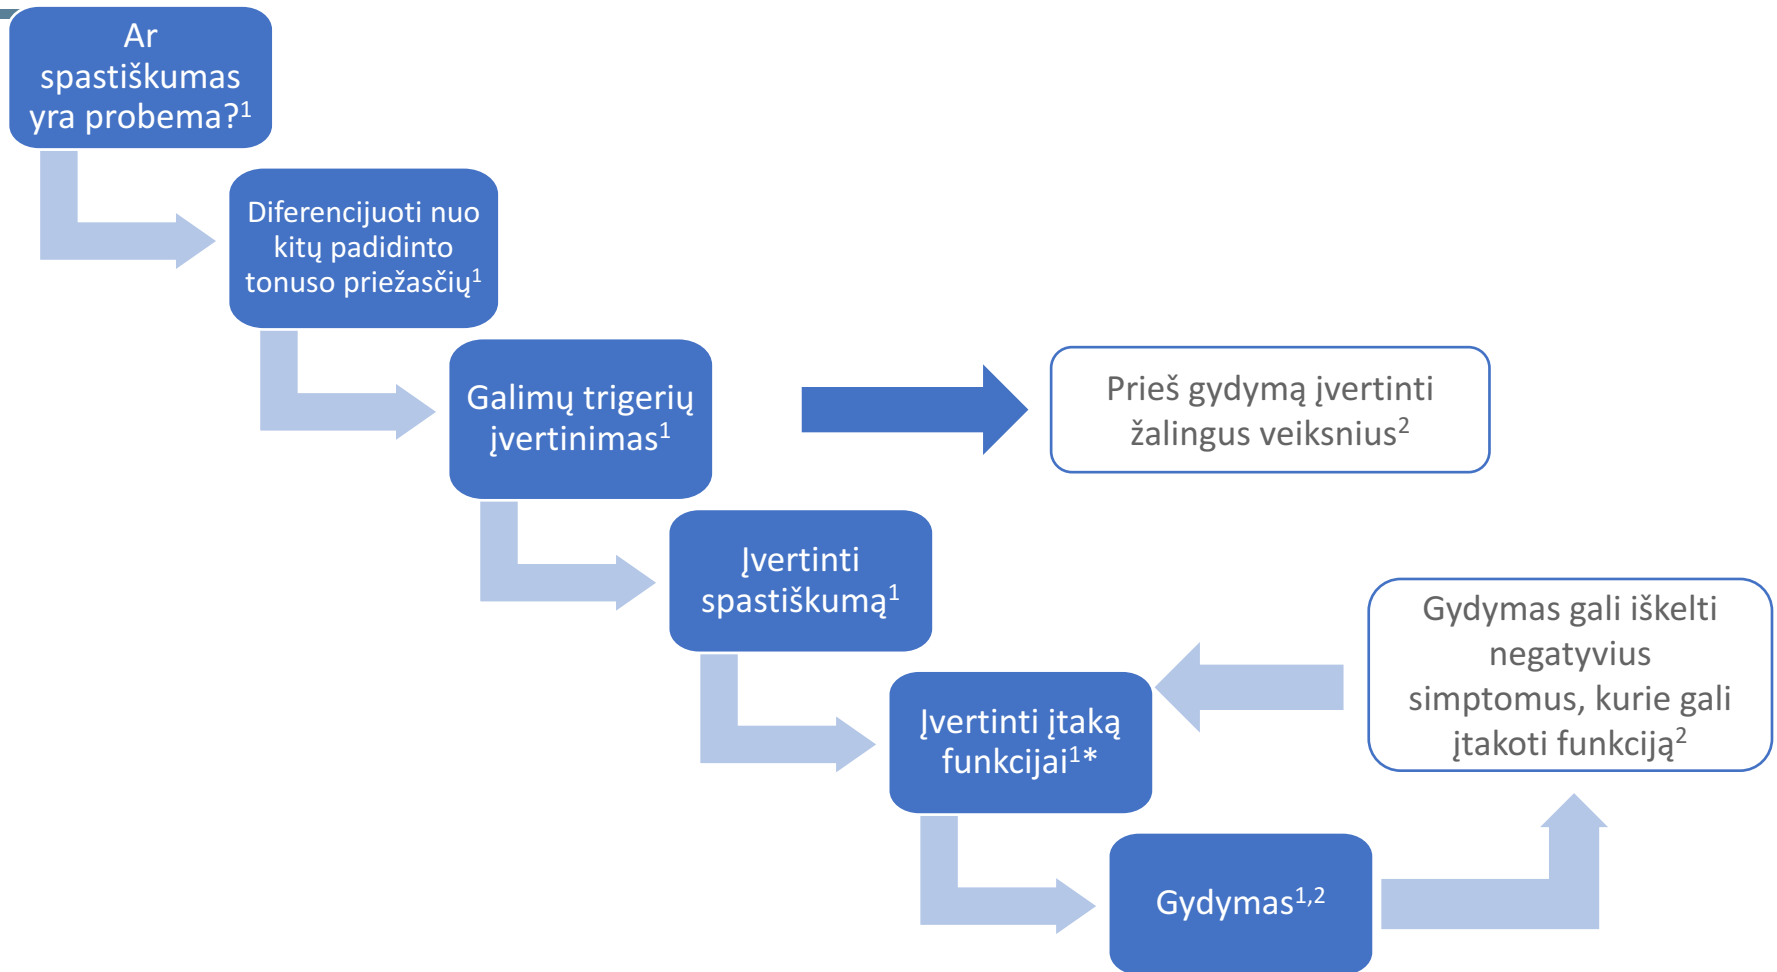 Ar
spastiškumas
yra probema?¹
Diferencijuoti nuo
kitų padidinto
tonuso priežasčių¹
Galimų trigerių
įvertinimas¹
Prieš gydymą įvertinti
žalingus veiksnius²
Įvertinti
spastiškumą¹
Gydymas gali iškelti
negatyvius
simptomus, kurie gali
įtakoti funkciją²
Įvertinti įtaką
funkcijai¹*
Gydymas¹,²